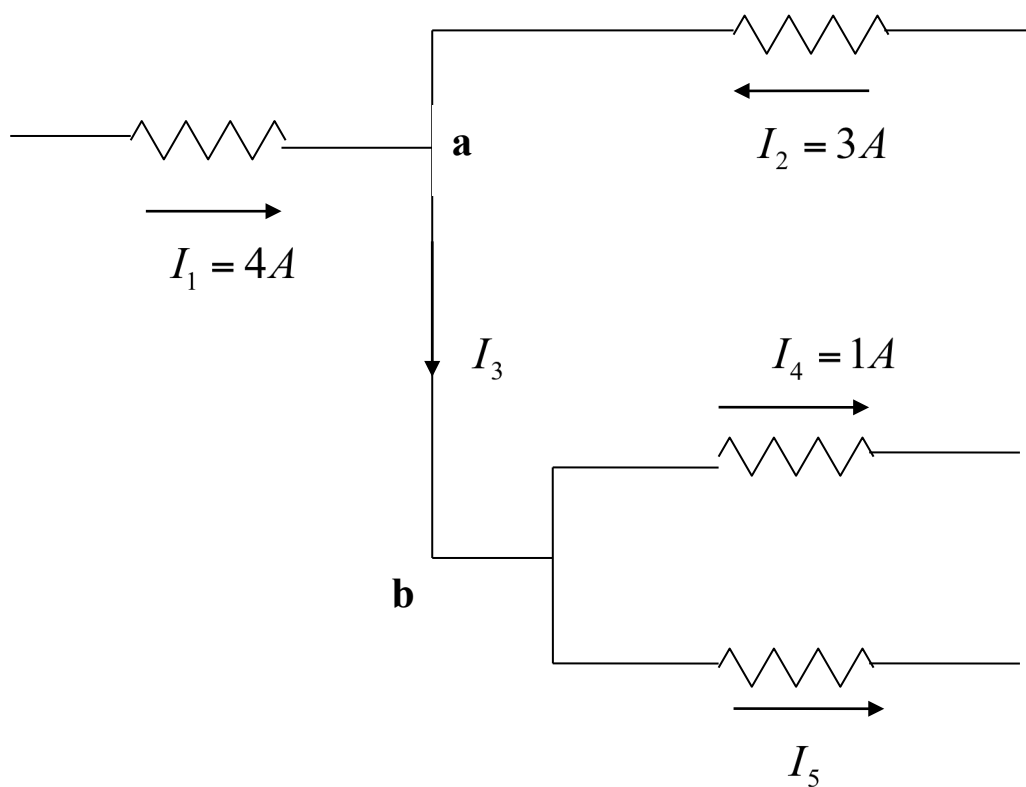 a
I₂ = 3A
I₁ = 4A
I₃
I₄ = 1A
b
I₅